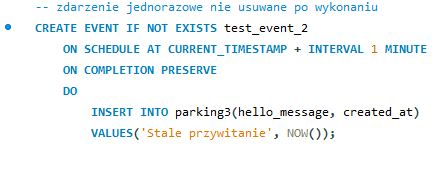 -- zdarzenie jednorazowe nie usuwane po wykonaniu
CREATE EVENT IF NOT EXISTS test_event_2
ON SCHEDULE AT CURRENT_TIMESTAMP + INTERVAL 1 MINUTE
ON COMPLETION PRESERVE
DO
INSERT INTO parking3(hello_message, created_at)
VALUES('Stale przywitanie', NOW());